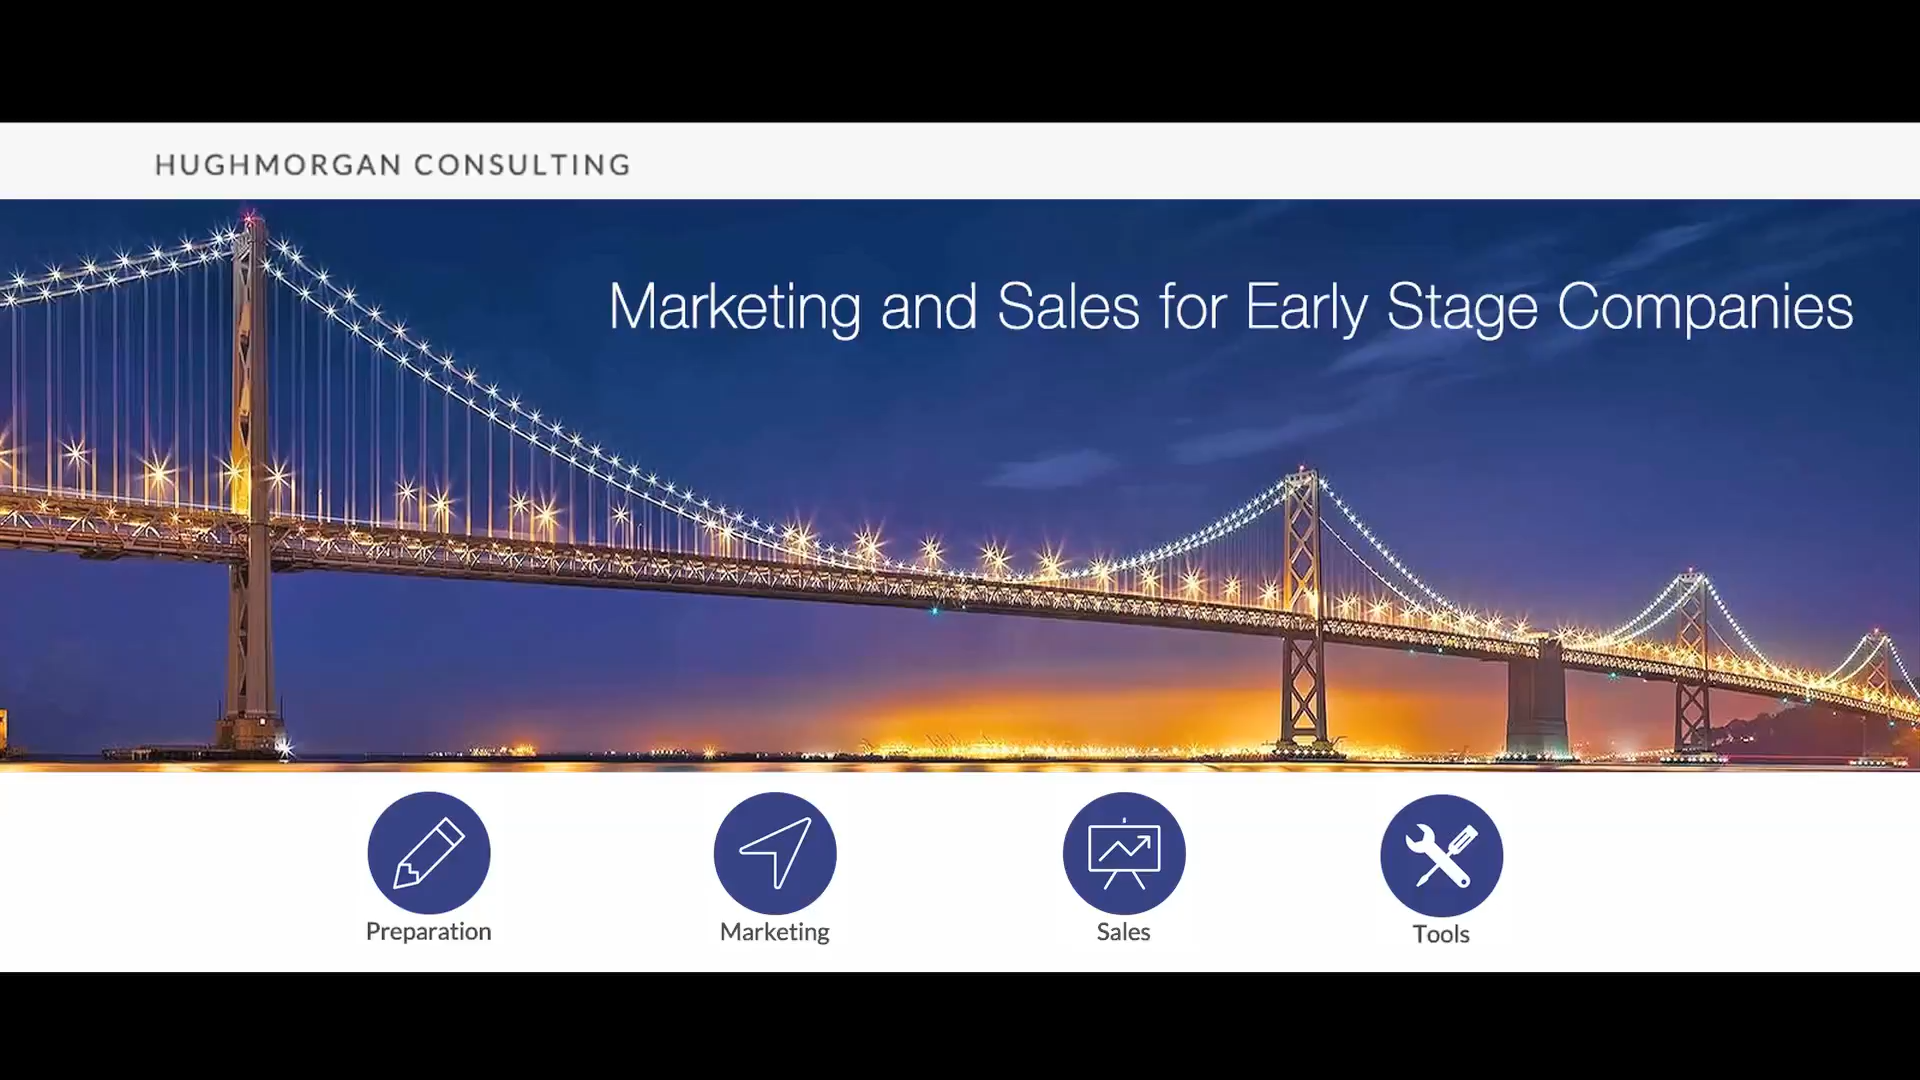 HUGHMORGAN CONSULTING
Marketing and Sales for Early Stage Companies
Preparation
Marketing
Sales
Tools